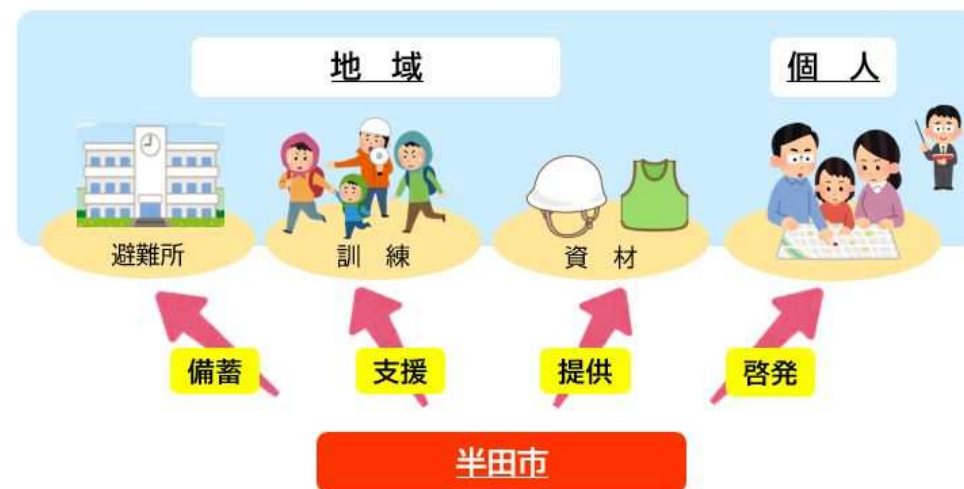 地 域
個 人
避難所
訓 練
資 材
備蓄
支援
提供
啓発
半田市